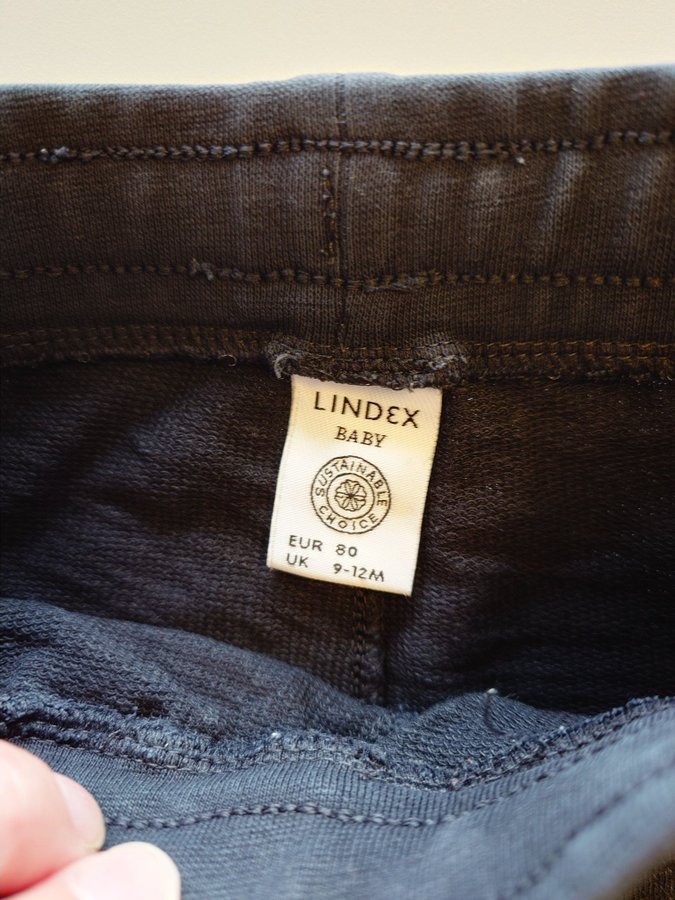 LINDEX
BABY
SUSTAINABLE
CHOICE
EUR 80
UK 9-12M